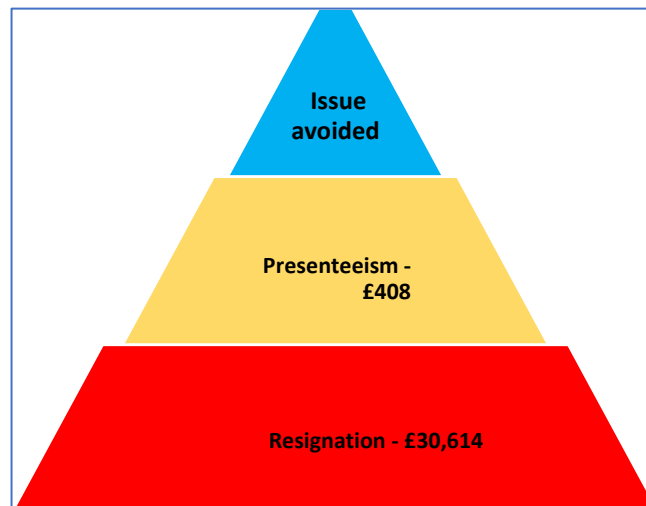 Issue
avoided
Presenteeism -
£408
Resignation - £30,614